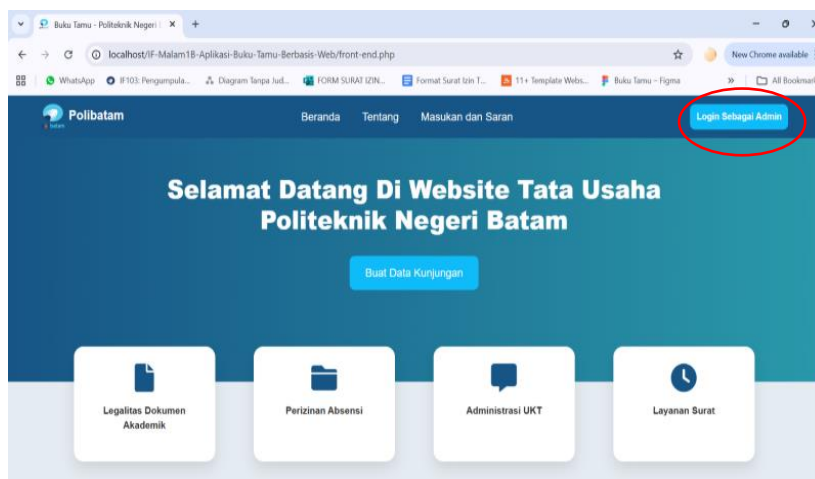 Buku Tamu - Politeknik Negeri
localhost/IF-Malam1B-Aplikasi-Buku-Tamu-Berbasis-Web/front-end.php
New Chrome available
WhatsApp
IF103: Pengumpula...
Diagram Tanpa Jud...
FORM SURAT IZIN...
Format Surat Izin T...
11+ Template Webs...
Buku Tamu – Figma
»
All Bookmar
Polibatam
batam
Beranda
Tentang
Masukan dan Saran
Login Sebagai Admin
Selamat Datang Di Website Tata Usaha
Politeknik Negeri Batam
Buat Data Kunjungan
Legalitas Dokumen
Akademik
Perizinan Absensi
Administrasi UKT
Layanan Surat